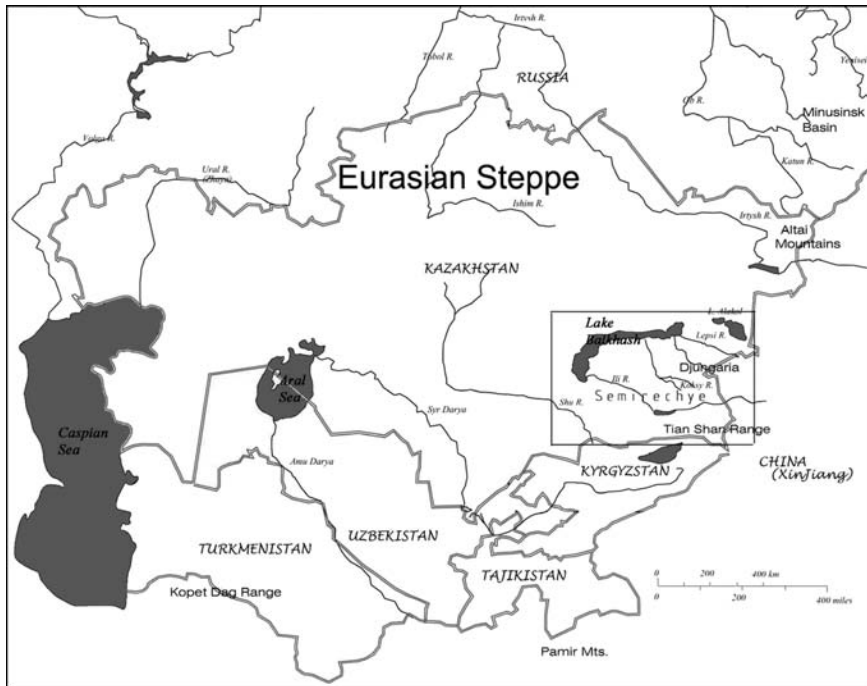 Irtesh R.
Tobol R.
RUSSIA
Yenisei
Ob R.
Minusinsk
Basin
Volga R.
Katun R.
Ural R.
(Zhayk)
Eurasian Steppe
Ishim R.
Irtysh R.
Altai
Mountains
KAZAKHSTAN
L. Alakol
Lake
Balkhash
Lepsi R.
Djungaria
Ili R.
Koksy R.
Aral
Sea
Semirechye
Syr Darya
Shu R.
Tian Shan Range
Caspian
Sea
Amu Darya
KYRGYZSTAN
CHINA
(XinJiang)
UZBEKISTAN
TURKMENISTAN
TAJIKISTAN
0 200 400 km
Kopet Dag Range
0 200 400 miles
Pamir Mts.